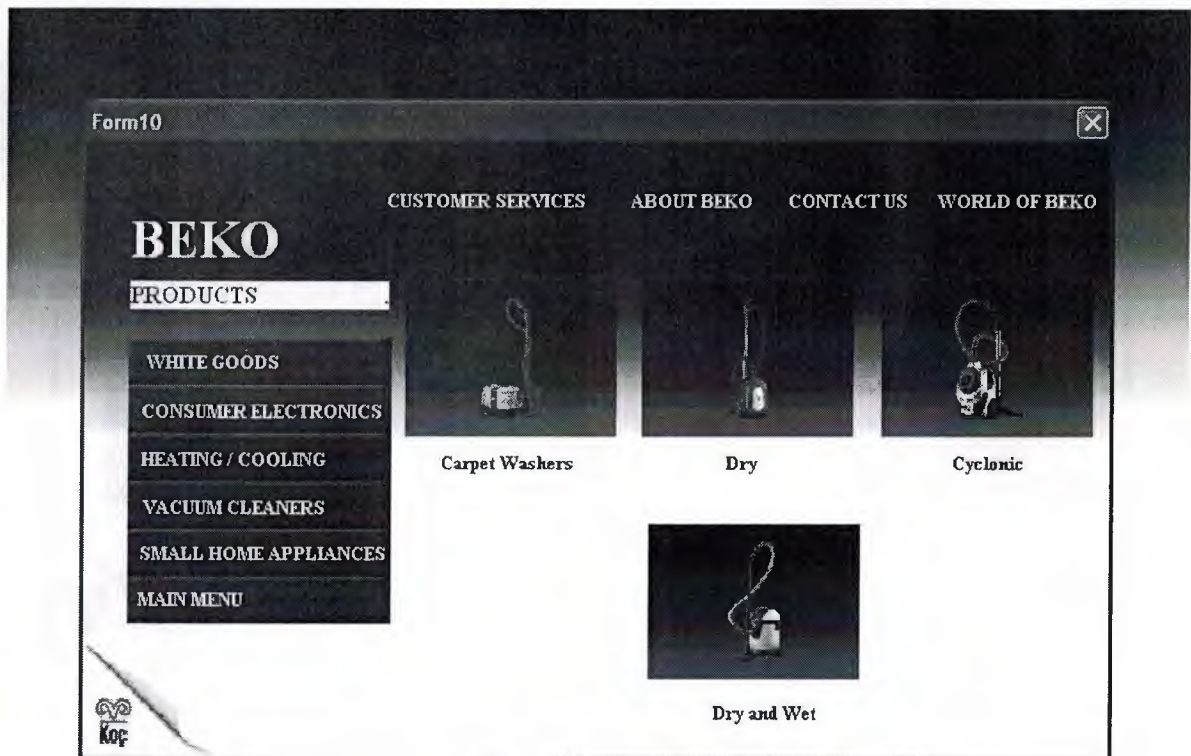 Form10
CUSTOMER SERVICES ABOUT BEKO CONTACT US WORLD OF BEKO
BEKO
PRODUCTS .
WHITE GOODS
CONSUMER ELECTRONICS
HEATING / COOLING
VACUUM CLEANERS
SMALL HOME APPLIANCES
MAIN MENU
Carpet Washers Dry Cyclonic
Dry and Wet
Koç